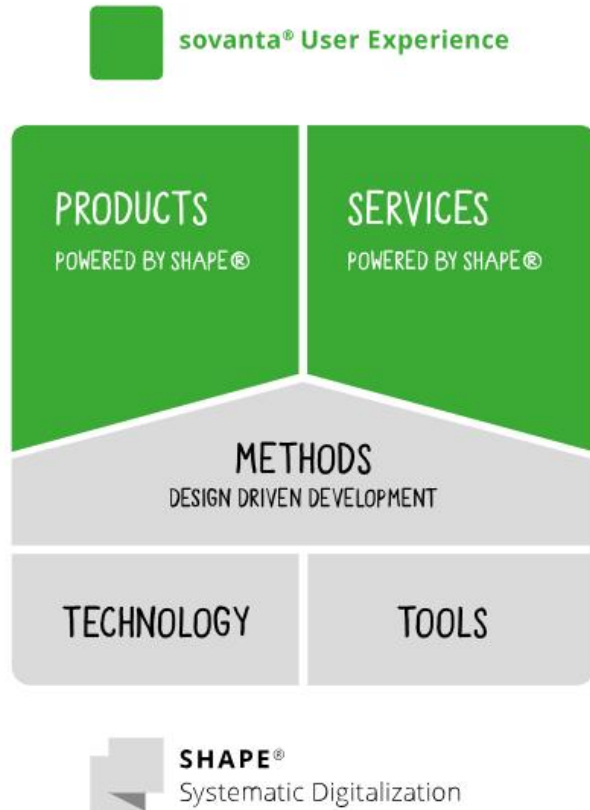 sovanta® User Experience
PRODUCTS
POWERED BY SHAPE®
SERVICES
POWERED BY SHAPE®
METHODS
DESIGN DRIVEN DEVELOPMENT
TECHNOLOGY
TOOLS
SHAPE®
Systematic Digitalization